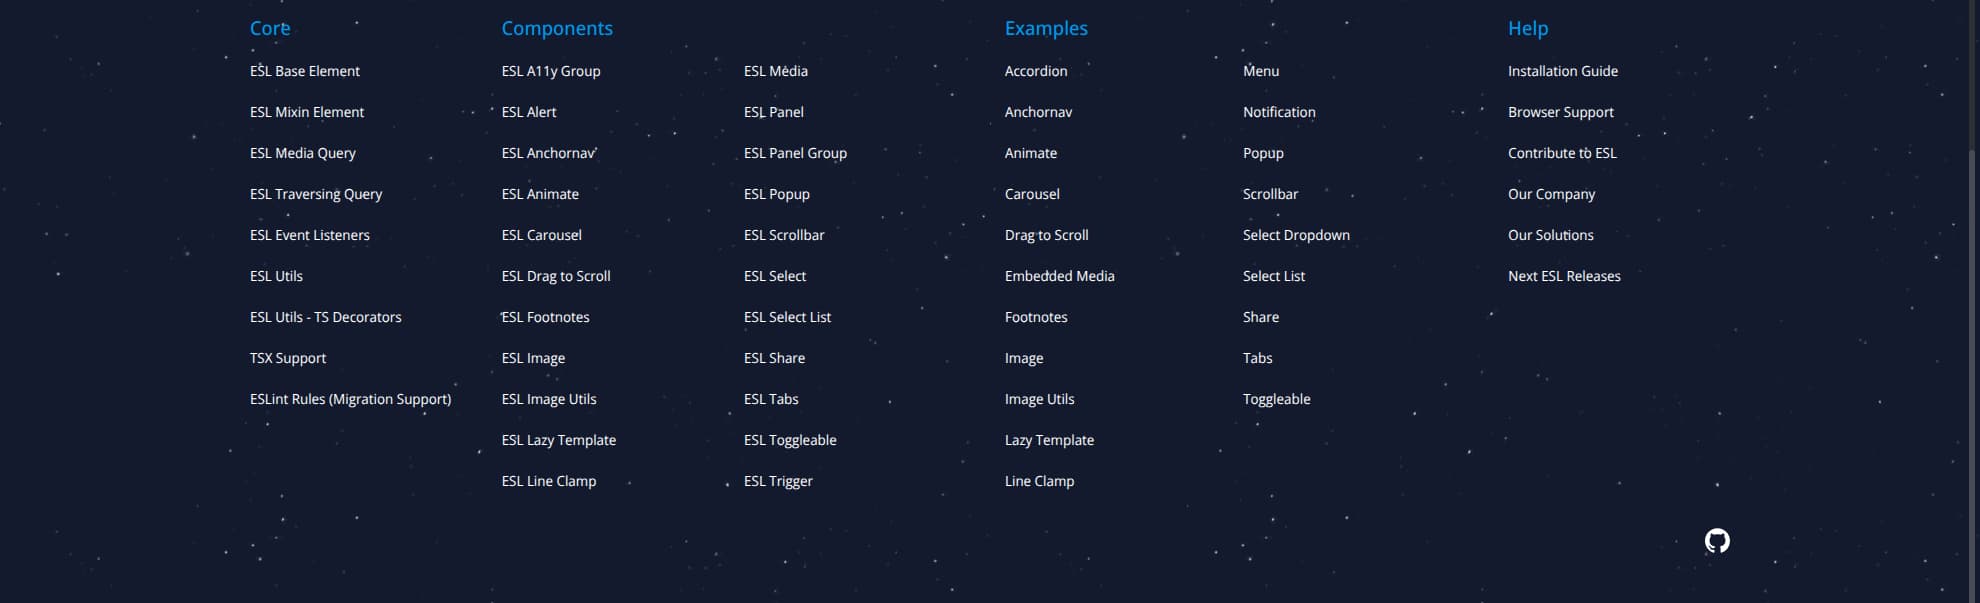 Core
ESL Base Element
ESL Mixin Element
ESL Media Query
ESL Traversing Query
ESL Event Listeners
ESL Utils
ESL Utils - TS Decorators
TSX Support
ESLint Rules (Migration Support)
Components
ESL A11y Group
ESL Alert
ESL Anchornav
ESL Animate
ESL Carousel
ESL Drag to Scroll
ESL Footnotes
ESL Image
ESL Image Utils
ESL Lazy Template
ESL Line Clamp
ESL Media
ESL Panel
ESL Panel Group
ESL Popup
ESL Scrollbar
ESL Select
ESL Select List
ESL Share
ESL Tabs
ESL Toggleable
ESL Trigger
Examples
Accordion
Anchornav
Animate
Carousel
Drag to Scroll
Embedded Media
Footnotes
Image
Image Utils
Lazy Template
Line Clamp
Menu
Notification
Popup
Scrollbar
Select Dropdown
Select List
Share
Tabs
Toggleable
Help
Installation Guide
Browser Support
Contribute to ESL
Our Company
Our Solutions
Next ESL Releases